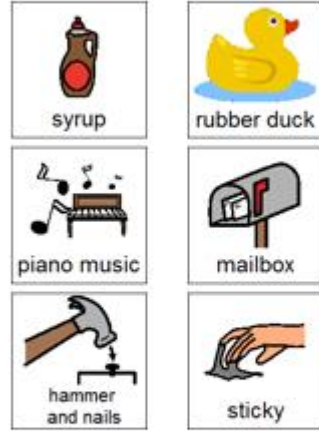 syrup
rubber duck
piano music
mailbox
hammer
and nails
sticky